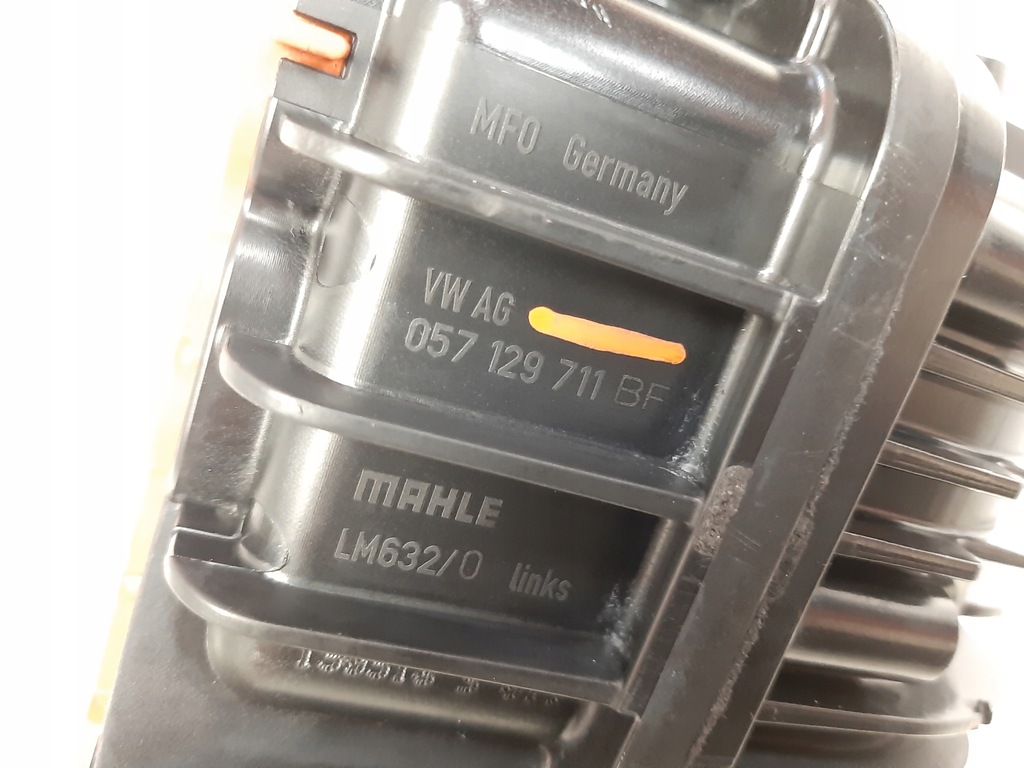 MFO Germany
VW AG
057 129 711 BF
MAHLE
LM632/0 links